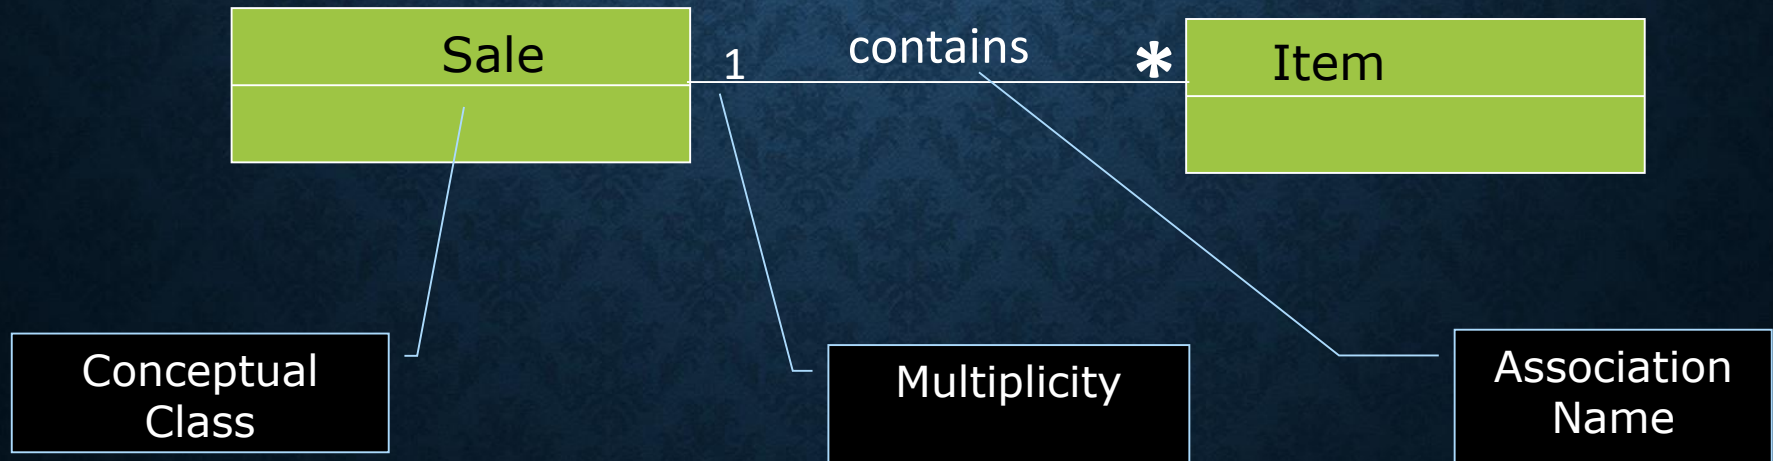 Sale
1
contains
*
Item
Conceptual
Class
Multiplicity
Association
Name